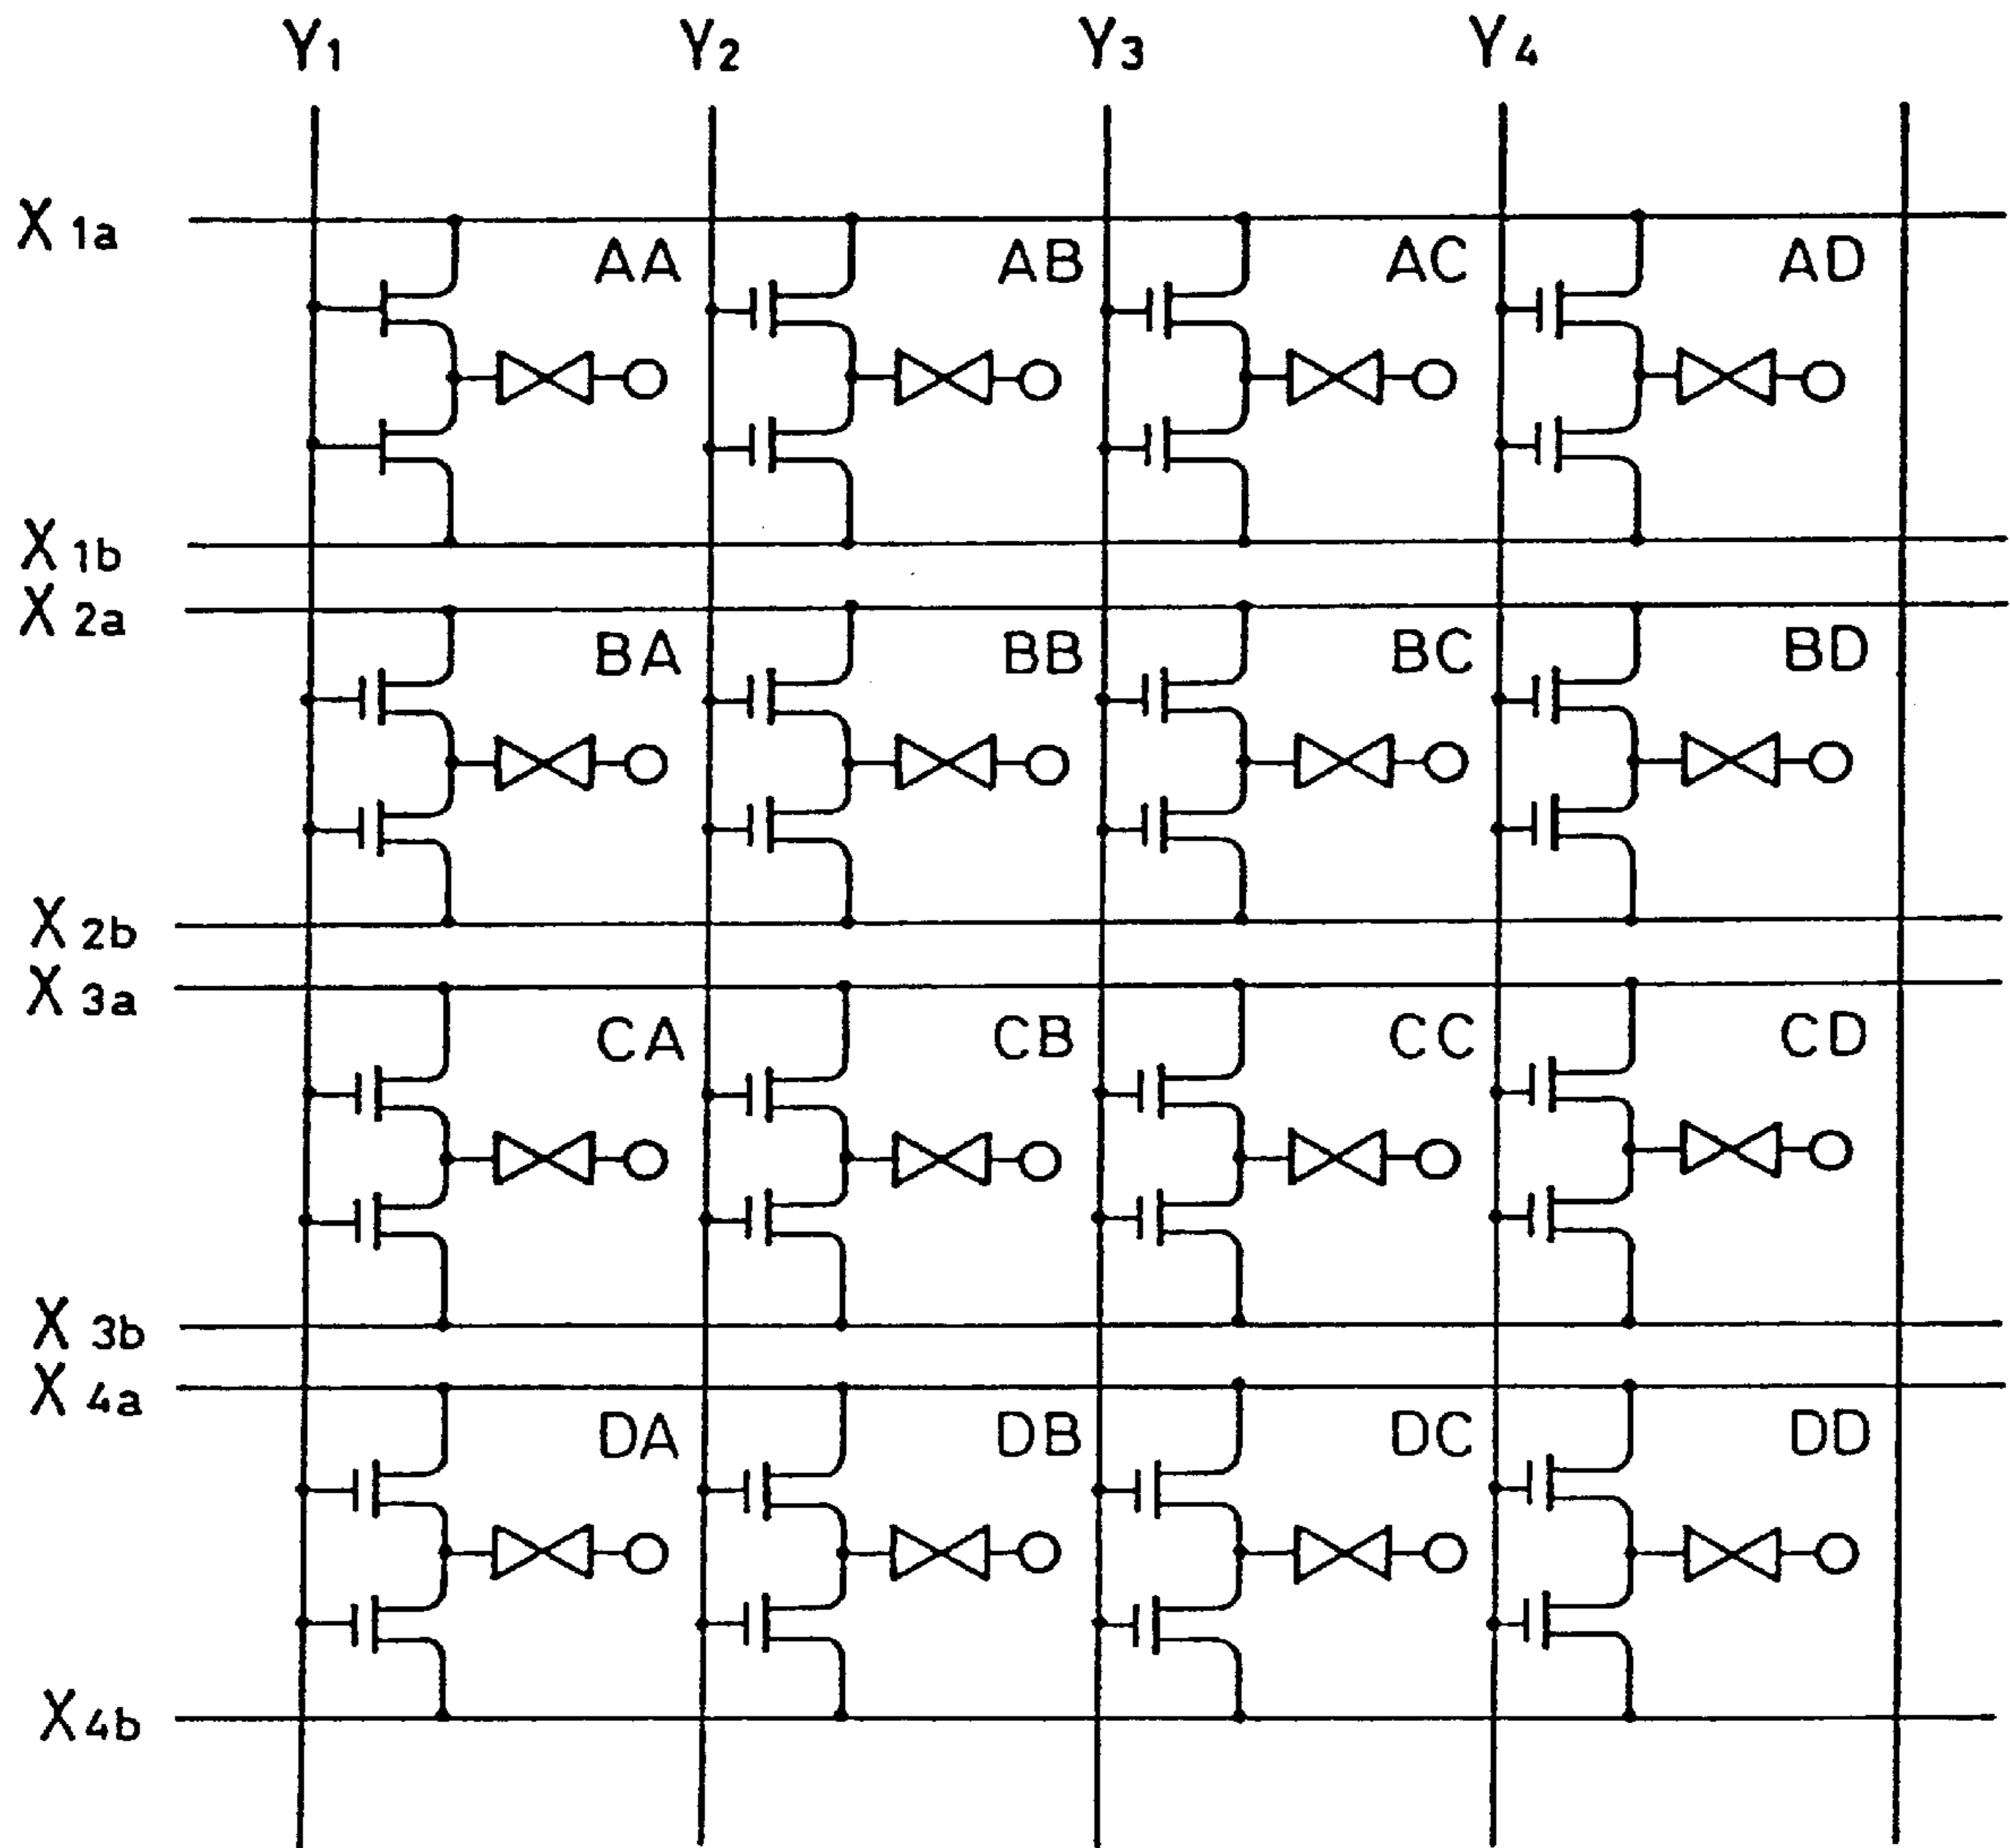 Y1 Y2 Y3 Y4
X1a
AA AB AC AD
X1b
X2a
BA BB BC BD
X2b
X3a
CA CB CC CD
X3b
X4a
DA DB DC DD
X4b